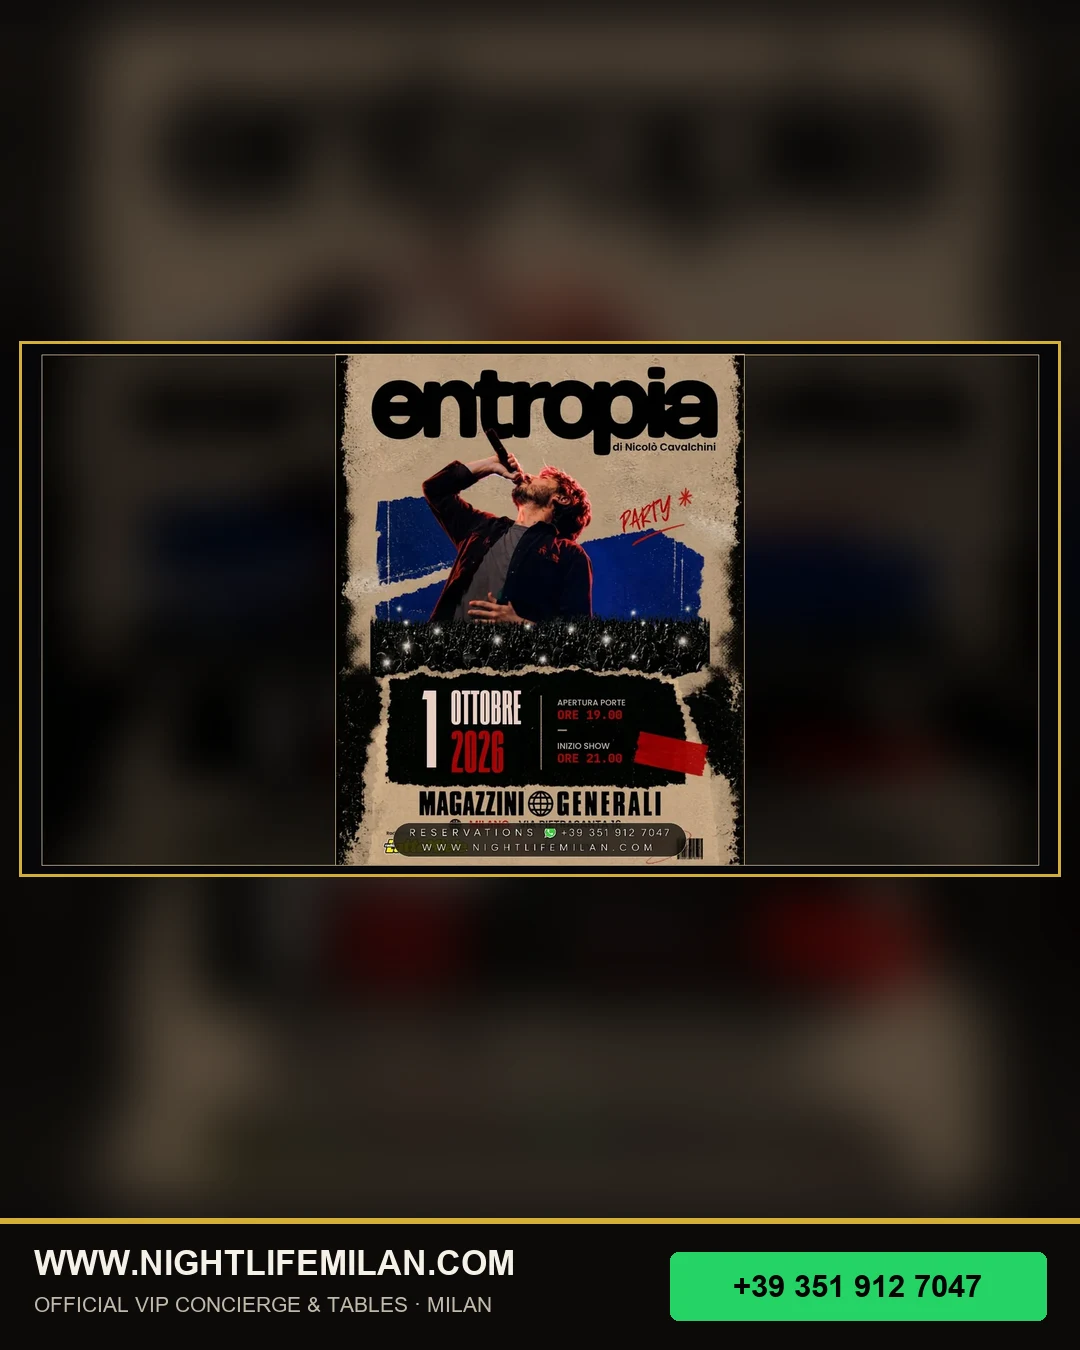 entropia
di Nicolò Cavalchini
PARTY *
1 OTTOBRE 2026
APERTURA PORTE
ORE 19.00
INIZIO SHOW
ORE 21.00
MAGAZZINI GENERALI
RESERVATIONS +39 351 912 7047
WWW.NIGHTLIFEMILAN.COM
WWW.NIGHTLIFEMILAN.COM
OFFICIAL VIP CONCIERGE & TABLES · MILAN
+39 351 912 7047